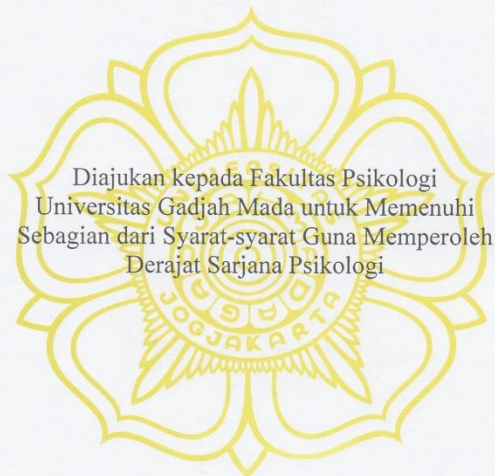 Diajukan kepada Fakultas Psikologi
Universitas Gadjah Mada untuk Memenuhi
Sebagian dari Syarat-syarat Guna Memperoleh
Derajat Sarjana Psikologi
JOGJAKARTA